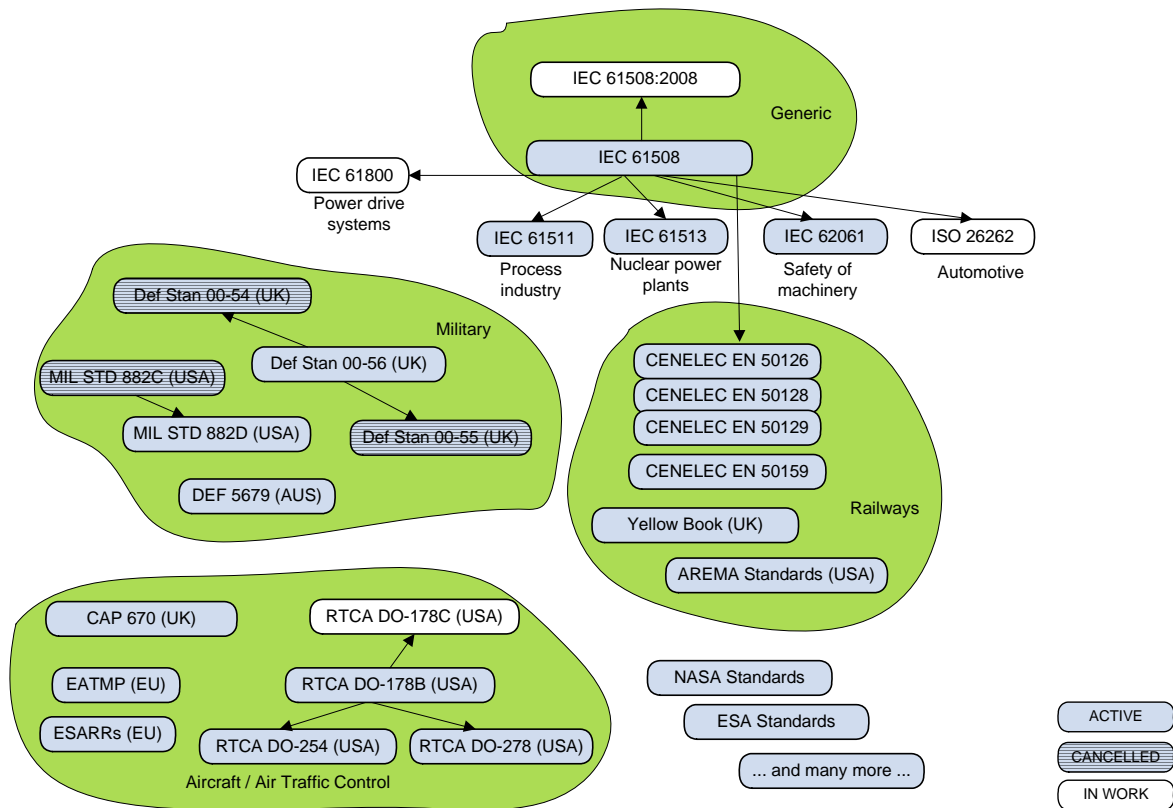 IEC 61508:2008
Generic
IEC 61508
IEC 61800
Power drive
systems
IEC 61511
Process
industry
IEC 61513
Nuclear power
plants
IEC 62061
Safety of
machinery
ISO 26262
Automotive
Def Stan 00-54 (UK)
Military
Def Stan 00-56 (UK)
MIL STD 882C (USA)
MIL STD 882D (USA)
Def Stan 00-55 (UK)
DEF 5679 (AUS)
CENELEC EN 50126
CENELEC EN 50128
CENELEC EN 50129
CENELEC EN 50159
Railways
Yellow Book (UK)
AREMA Standards (USA)
CAP 670 (UK)
RTCA DO-178C (USA)
EATMP (EU)
RTCA DO-178B (USA)
ESARRs (EU)
RTCA DO-254 (USA)
RTCA DO-278 (USA)
Aircraft / Air Traffic Control
NASA Standards
ESA Standards
... and many more ...
ACTIVE
CANCELLED
IN WORK